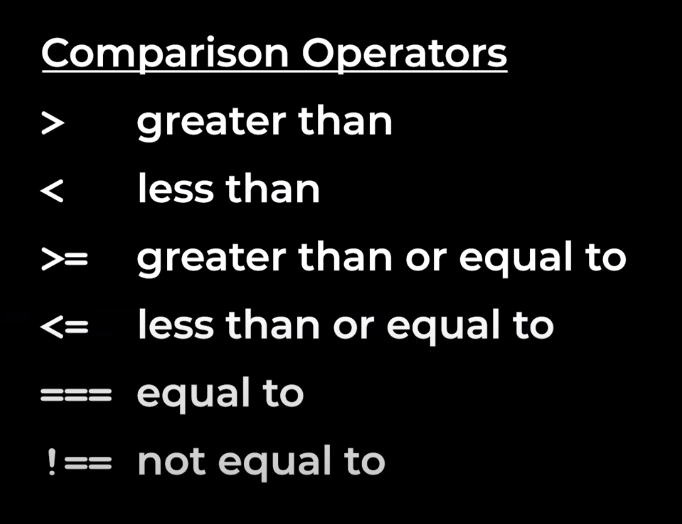 Comparison Operators
> greater than
< less than
>= greater than or equal to
<= less than or equal to
=== equal to
!== not equal to